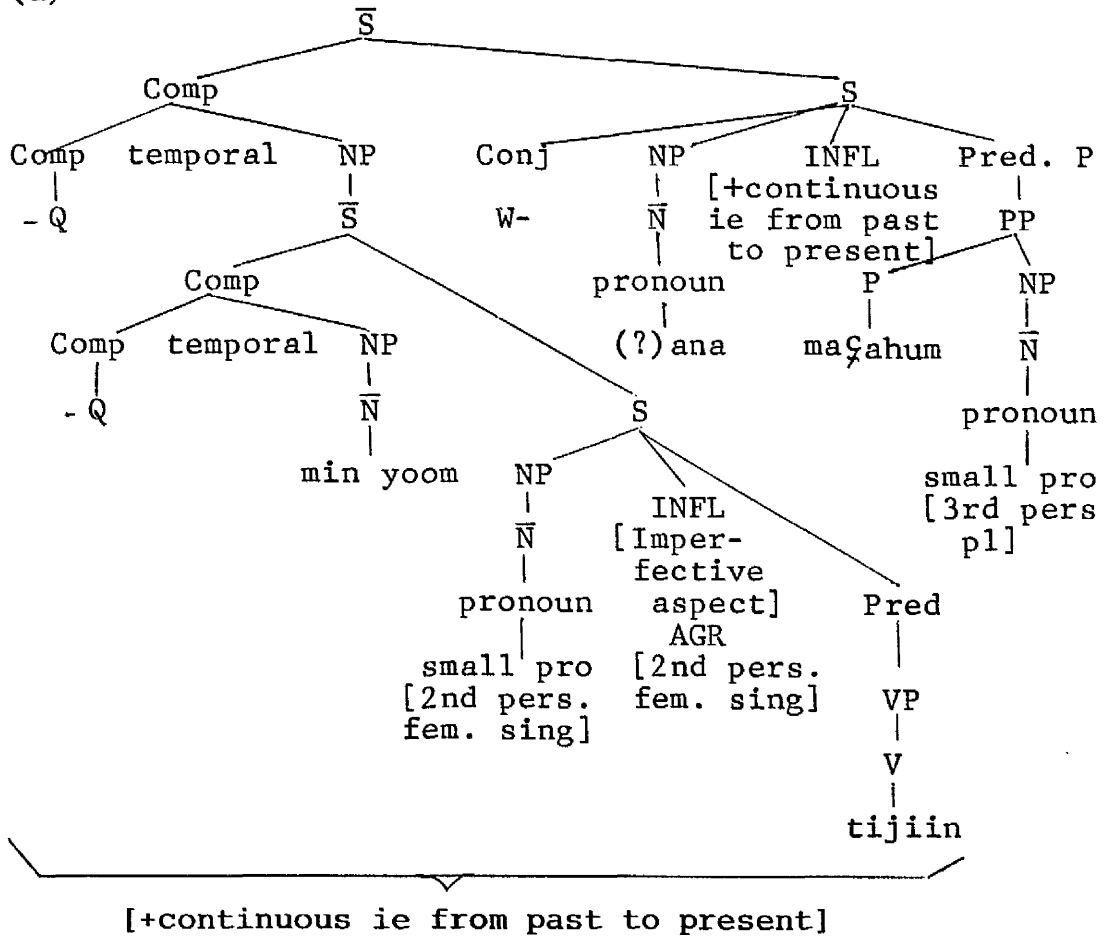 S̅
Comp S
Comp temporal NP Conj NP INFL Pred. P
[+continuous
- Q S̅ W- N̅ ie from past PP
to present]
Comp pronoun P NP
Comp temporal NP (?)ana maʕahum N̅
- Q N̅ S pronoun
min yoom NP small pro
INFL [3rd pers
N̅ [Imper- pl]
fective
pronoun aspect] Pred
AGR
small pro [2nd pers. VP
[2nd pers. fem. sing]
fem. sing]
V
tijiin
[+continuous ie from past to present]